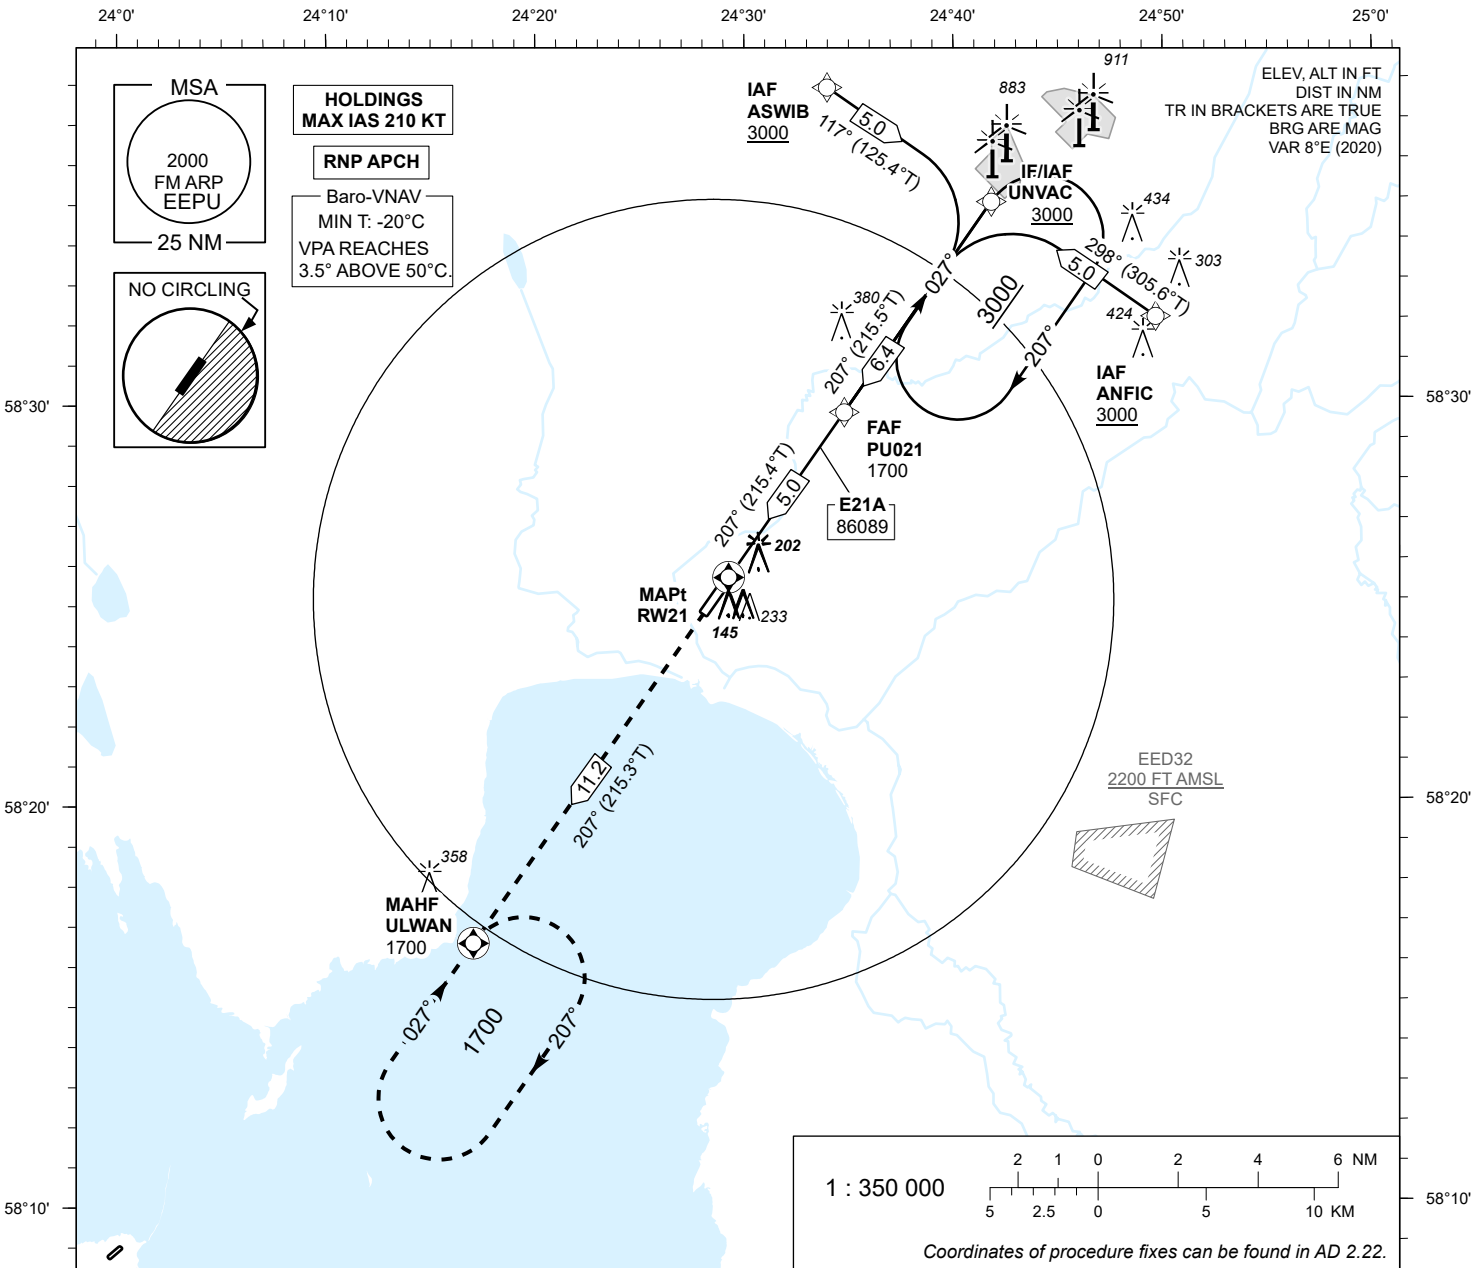 24°0' 24°10' 24°20' 24°30' 24°40' 24°50' 25°0'
MSA
2000
FM ARP
EEPU
25 NM
HOLDINGS
MAX IAS 210 KT
RNP APCH
Baro-VNAV
MIN T: -20°C
VPA REACHES
3.5° ABOVE 50°C.
NO CIRCLING
ELEV, ALT IN FT
DIST IN NM
TR IN BRACKETS ARE TRUE
BRG ARE MAG
VAR 8°E (2020)
IAF
ASWIB
3000
5.0
117° (125.4°T)
883
911
IF/IAF
UNVAC
3000
434
303
298° (305.6°T)
5.0
424
IAF
ANFIC
3000
027°
3000
207°
380
207° (215.5°T)
6.4
58°30'
58°30'
FAF
PU021
1700
207° (215.4°T)
5.0
E21A
86089
202
MAPt
RW21
233
145
11.2
207° (215.3°T)
EED32
2200 FT AMSL
SFC
58°20'
58°20'
358
MAHF
ULWAN
1700
027°
1700
207°
58°10'
58°10'
1 : 350 000
2 1 0 2 4 6 NM
5 2.5 0 5 10 KM
Coordinates of procedure fixes can be found in AD 2.22.